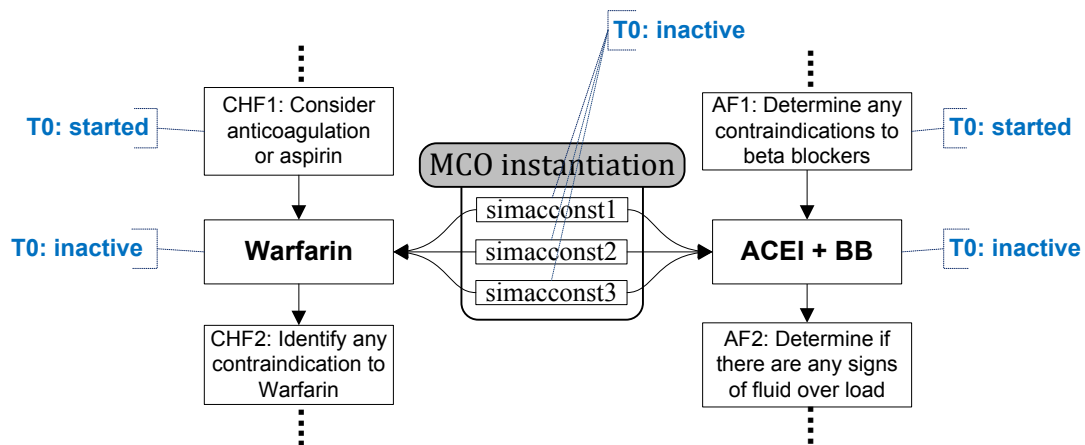 T0: inactive
CHF1: Consider
anticoagulation
or aspirin
T0: started
AF1: Determine any
contraindications to
beta blockers
T0: started
MCO instantiation
simacconst1
simacconst2
simacconst3
T0: inactive
Warfarin
ACEI + BB
T0: inactive
CHF2: Identify any
contraindication to
Warfarin
AF2: Determine if
there are any signs
of fluid over load